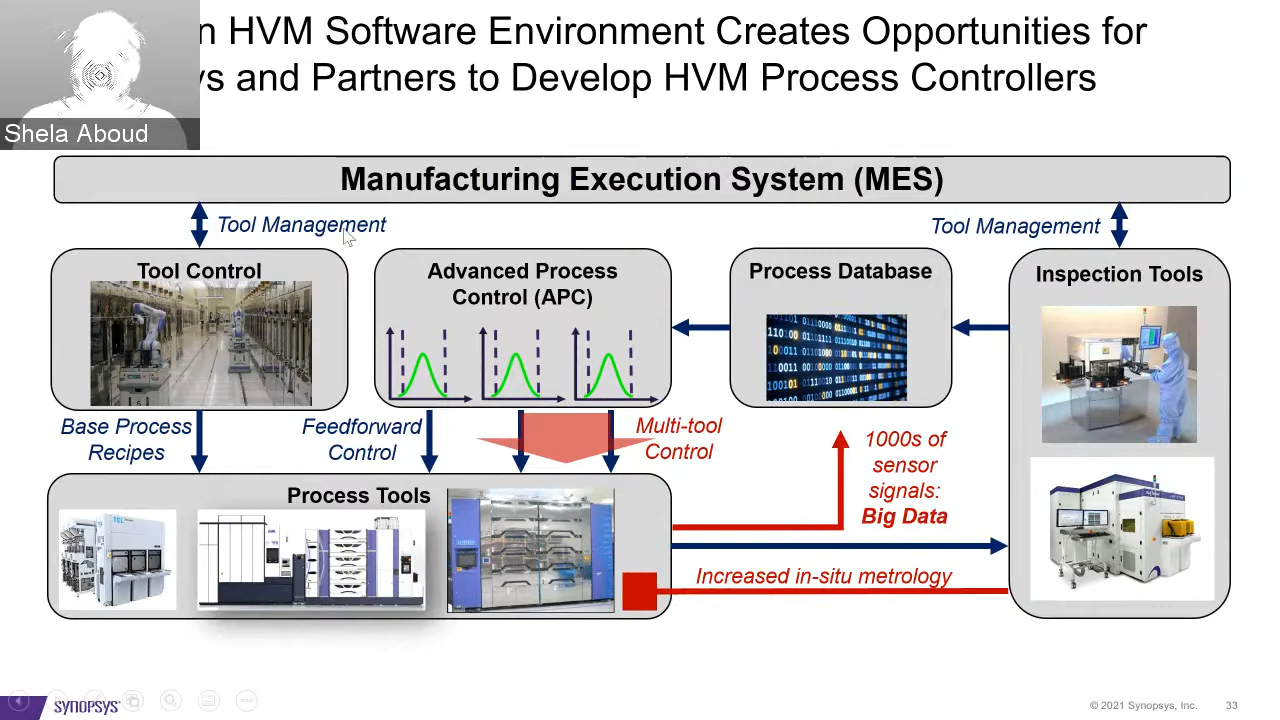 n HVM Software Environment Creates Opportunities for
ys and Partners to Develop HVM Process Controllers
Shela Aboud
Manufacturing Execution System (MES)
Tool Management
Tool Management
Tool Control
Advanced Process
Control (APC)
Process Database
Inspection Tools
Base Process
Recipes
Feedforward
Control
Multi-tool
Control
1000s of
sensor
signals:
Big Data
Process Tools
TEL
Increased in-situ metrology
SYNOPSYS
© 2021 Synopsys, Inc.
33